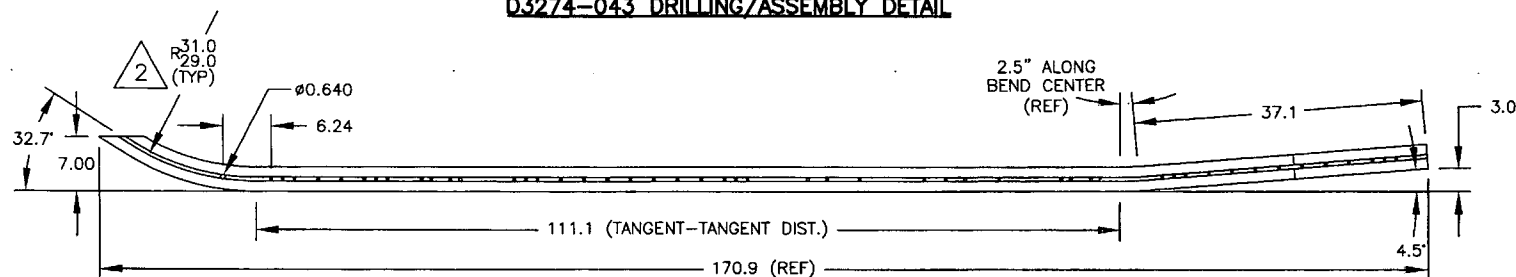 D3274-043 DRILLING/ASSEMBLY DETAIL
2
R31.0
29.0
(TYP)
ø0.640
6.24
32.7°
7.00
2.5" ALONG
BEND CENTER
(REF)
37.1
3.0
111.1 (TANGENT-TANGENT DIST.)
4.5°
170.9 (REF)